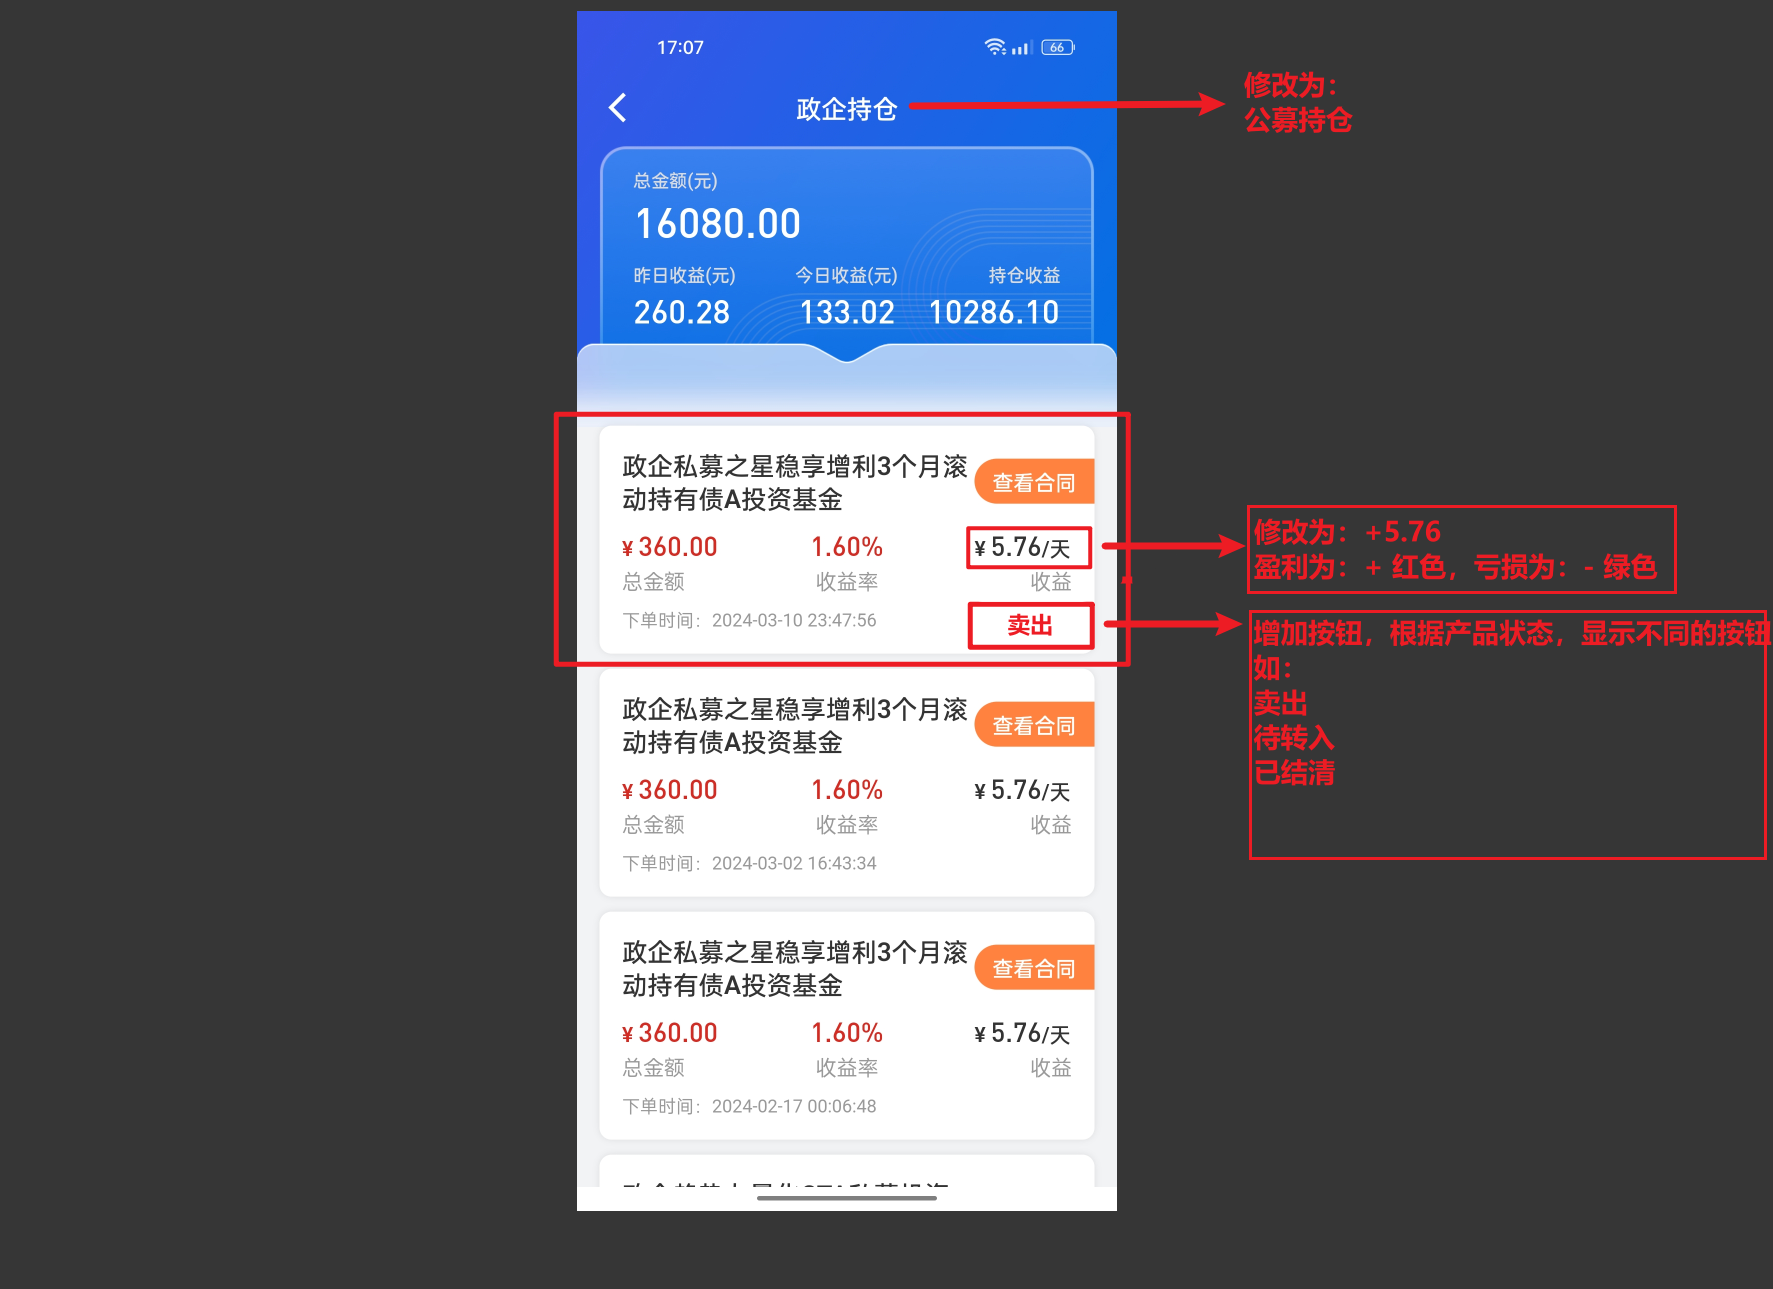 17:07
66
政企持仓
修改为：
公募持仓
总金额(元)
16080.00
昨日收益(元) 今日收益(元) 持仓收益
260.28 133.02 10286.10
政企私募之星稳享增利3个月滚
动持有债A投资基金
查看合同
¥ 360.00 1.60% ¥ 5.76/天
总金额 收益率 收益
下单时间：2024-03-10 23:47:56
卖出
修改为：+5.76
盈利为：+ 红色，亏损为：- 绿色
增加按钮，根据产品状态，显示不同的按钮
如：
卖出
待转入
已结清
政企私募之星稳享增利3个月滚
动持有债A投资基金
查看合同
¥ 360.00 1.60% ¥ 5.76/天
总金额 收益率 收益
下单时间：2024-03-02 16:43:34
政企私募之星稳享增利3个月滚
动持有债A投资基金
查看合同
¥ 360.00 1.60% ¥ 5.76/天
总金额 收益率 收益
下单时间：2024-02-17 00:06:48